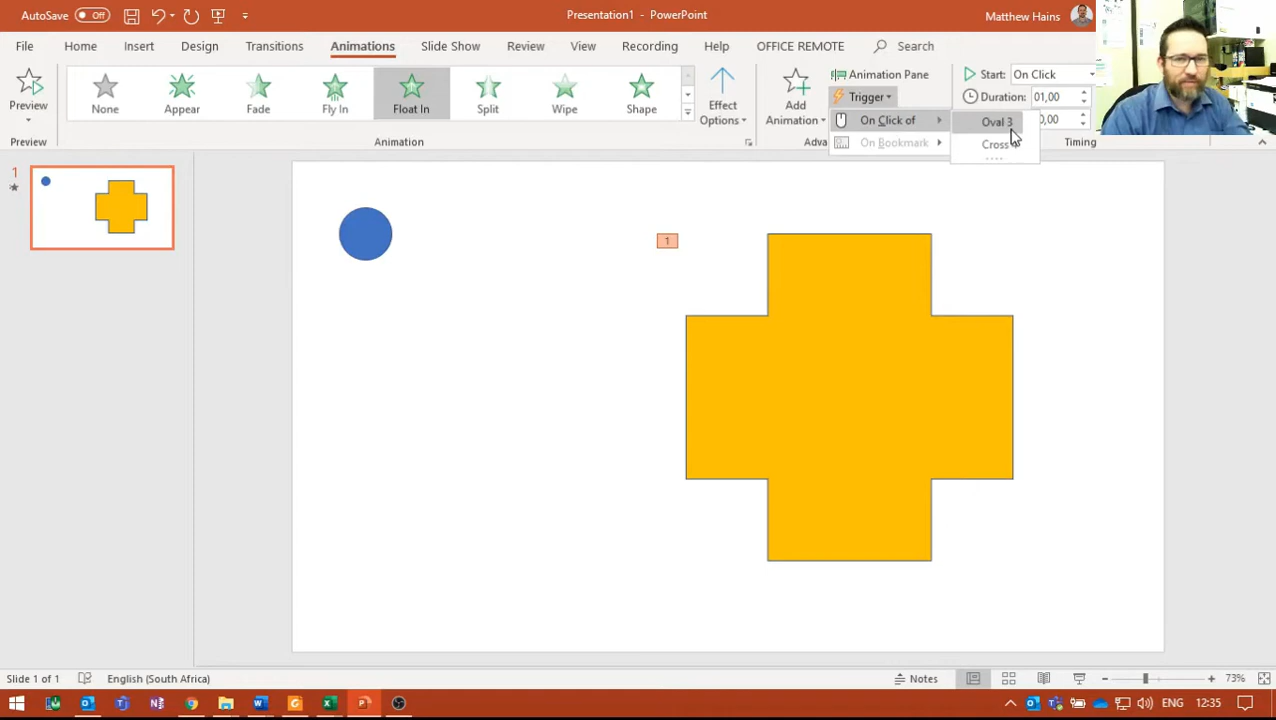 AutoSave Off
Presentation1 - PowerPoint
Matthew Hains
File Home Insert Design Transitions Animations Slide Show Review View Recording Help OFFICE REMOTE Search
Preview
None Appear Fade Fly In Float In Split Wipe Shape
Effect
Options
Add
Animation
Animation Pane
Trigger
On Click of
On Bookmark
Oval 3
Cross
Start: On Click
Duration: 01,00
0,00
Preview Animation Adva Timing
1
1
Slide 1 of 1 English (South Africa) Notes 73%
ENG 12:35